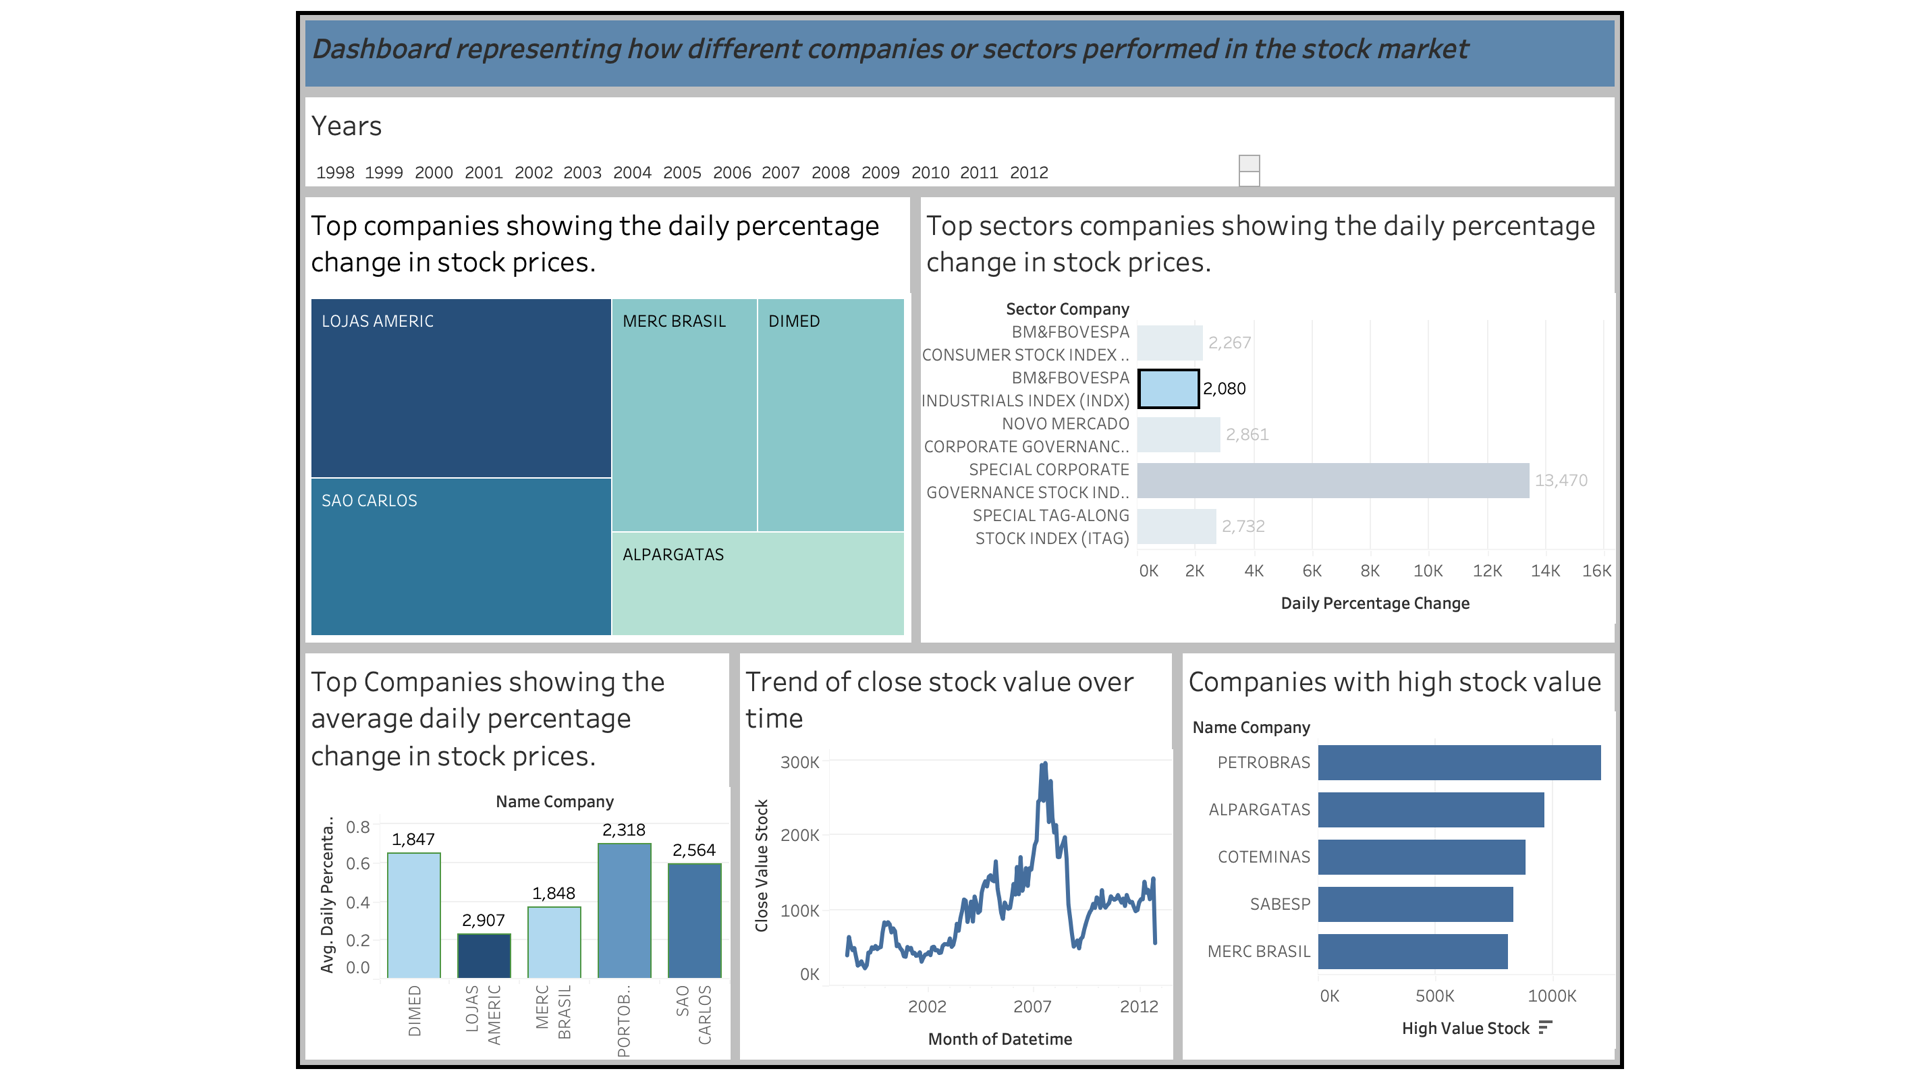 Dashboard representing how different companies or sectors performed in the stock market
Years
1998 1999 2000 2001 2002 2003 2004 2005 2006 2007 2008 2009 2010 2011 2012
Top companies showing the daily percentage
change in stock prices.
LOJAS AMERIC
MERC BRASIL
DIMED
SAO CARLOS
ALPARGATAS
Top sectors companies showing the daily percentage
change in stock prices.
Sector Company
BM&FBOVESPA
CONSUMER STOCK INDEX ..
2,267
BM&FBOVESPA
INDUSTRIALS INDEX (INDX)
2,080
NOVO MERCADO
CORPORATE GOVERNANC..
2,861
SPECIAL CORPORATE
GOVERNANCE STOCK IND..
13,470
SPECIAL TAG-ALONG
STOCK INDEX (ITAG)
2,732
0K 2K 4K 6K 8K 10K 12K 14K 16K
Daily Percentage Change
Top Companies showing the
average daily percentage
change in stock prices.
Name Company
Avg. Daily Percenta..
0.8
0.6
0.4
0.2
0.0
1,847
2,907
1,848
2,318
2,564
DIMED
LOJAS
AMERIC
MERC
BRASIL
PORTOB..
SAO
CARLOS
Trend of close stock value over
time
Close Value Stock
300K
200K
100K
0K
2002 2007 2012
Month of Datetime
Companies with high stock value
Name Company
PETROBRAS
ALPARGATAS
COTEMINAS
SABESP
MERC BRASIL
0K 500K 1000K
High Value Stock